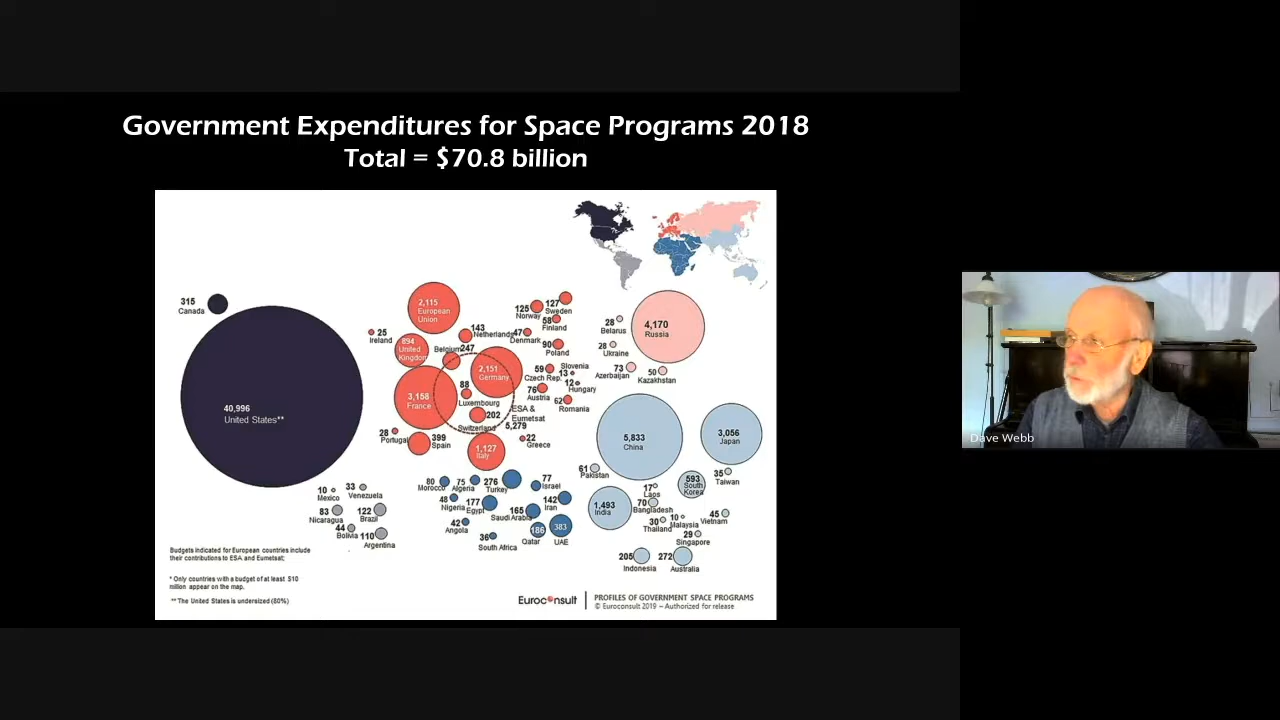 Government Expenditures for Space Programs 2018
Total = $70.8 billion
315
Canada
40,996
United States**
2,115
European
Union
25
Ireland
894
United
Kingdom
143
Netherlands
Belgium
247
125
Norway
127
Sweden
58
Finland
47
Denmark
90
Poland
2,151
Germany
3,158
France
88
Luxembourg
202
Switzerland
59
Czech Rep.
Slovenia
13
12
Hungary
76
Austria
62
Romania
ESA &
Eumetsat
5,279
28
Portugal
399
Spain
1,127
Italy
22
Greece
4,170
Russia
28
Belarus
28
Ukraine
73
Azerbaijan
50
Kazakhstan
5,833
China
3,056
Japan
61
Pakistan
593
South
Korea
35
Taiwan
1,493
India
17
Laos
70
Bangladesh
30
Thailand
10
Malaysia
45
Vietnam
29
Singapore
205
Indonesia
272
Australia
80
Morocco
75
Algeria
276
Turkey
77
Israel
48
Nigeria
177
Egypt
165
Saudi Arabia
142
Iran
42
Angola
36
South Africa
186
Qatar
383
UAE
10
Mexico
33
Venezuela
83
Nicaragua
122
Brazil
44
Bolivia
110
Argentina
Budgets indicated for European countries include
their contributions to ESA and Eumetsat;
* Only countries with a budget of at least $10
million appear on the map.
** The United States is undersized (80%)
Euroconsult
PROFILES OF GOVERNMENT SPACE PROGRAMS
© Euroconsult 2019 – Authorized for release
Dave Webb